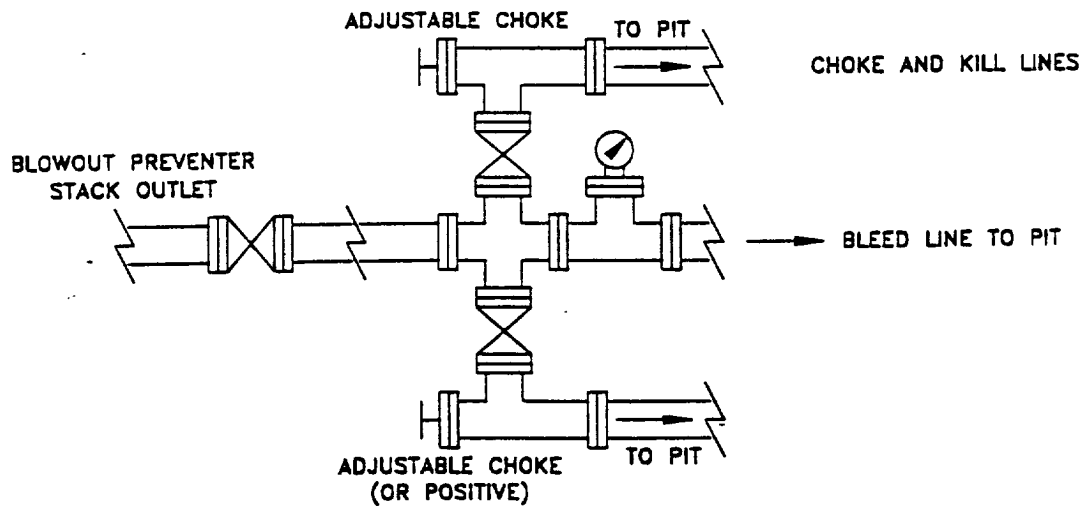 ADJUSTABLE CHOKE
TO PIT
CHOKE AND KILL LINES
BLOWOUT PREVENTER
STACK OUTLET
BLEED LINE TO PIT
ADJUSTABLE CHOKE
(OR POSITIVE)
TO PIT